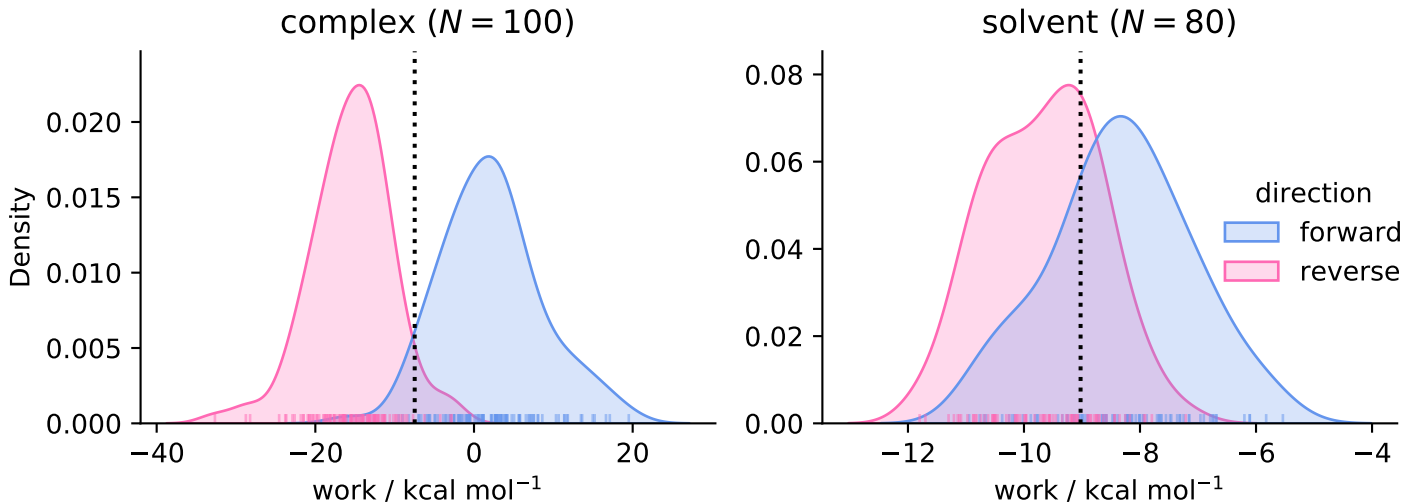 complex (N = 100)
Density
0.020
0.015
0.010
0.005
0.000
−40
−20
0
20
work / kcal mol⁻¹
solvent (N = 80)
0.08
0.06
0.04
0.02
0.00
−12
−10
−8
−6
−4
work / kcal mol⁻¹
direction
forward
reverse